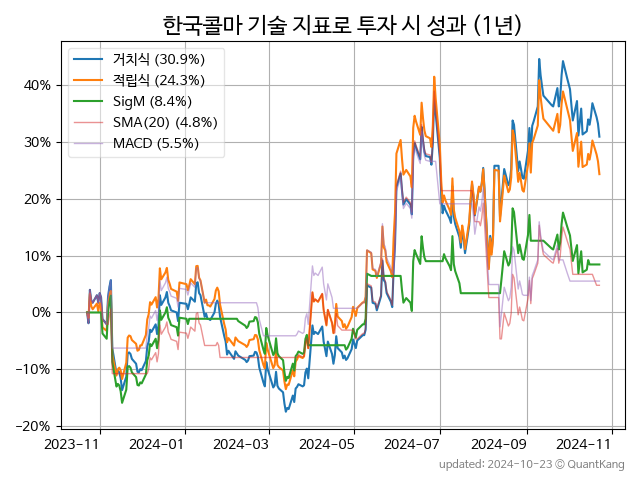 한국콜마 기술 지표로 투자 시 성과 (1년)
거치식 (30.9%)
적립식 (24.3%)
SigM (8.4%)
SMA(20) (4.8%)
MACD (5.5%)
40%
30%
20%
10%
0%
−10%
−20%
2023-11 2024-01 2024-03 2024-05 2024-07 2024-09 2024-11
updated: 2024-10-23 ⓒ QuantKang